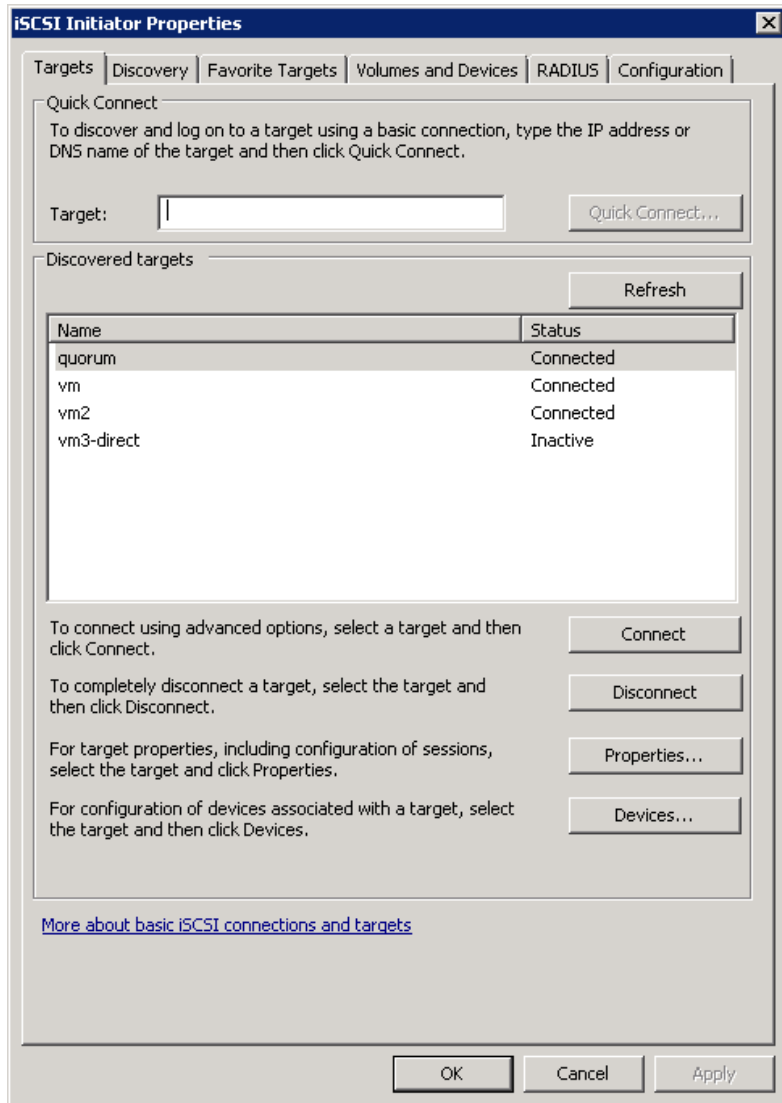 iSCSI Initiator Properties
Targets Discovery Favorite Targets Volumes and Devices RADIUS Configuration
Quick Connect
To discover and log on to a target using a basic connection, type the IP address or
DNS name of the target and then click Quick Connect.
Target: Quick Connect...
Discovered targets
Refresh
Name Status
quorum Connected
vm Connected
vm2 Connected
vm3-direct Inactive
To connect using advanced options, select a target and then
click Connect.
Connect
To completely disconnect a target, select the target and
then click Disconnect.
Disconnect
For target properties, including configuration of sessions,
select the target and click Properties.
Properties...
For configuration of devices associated with a target, select
the target and then click Devices.
Devices...
More about basic iSCSI connections and targets
OK Cancel Apply